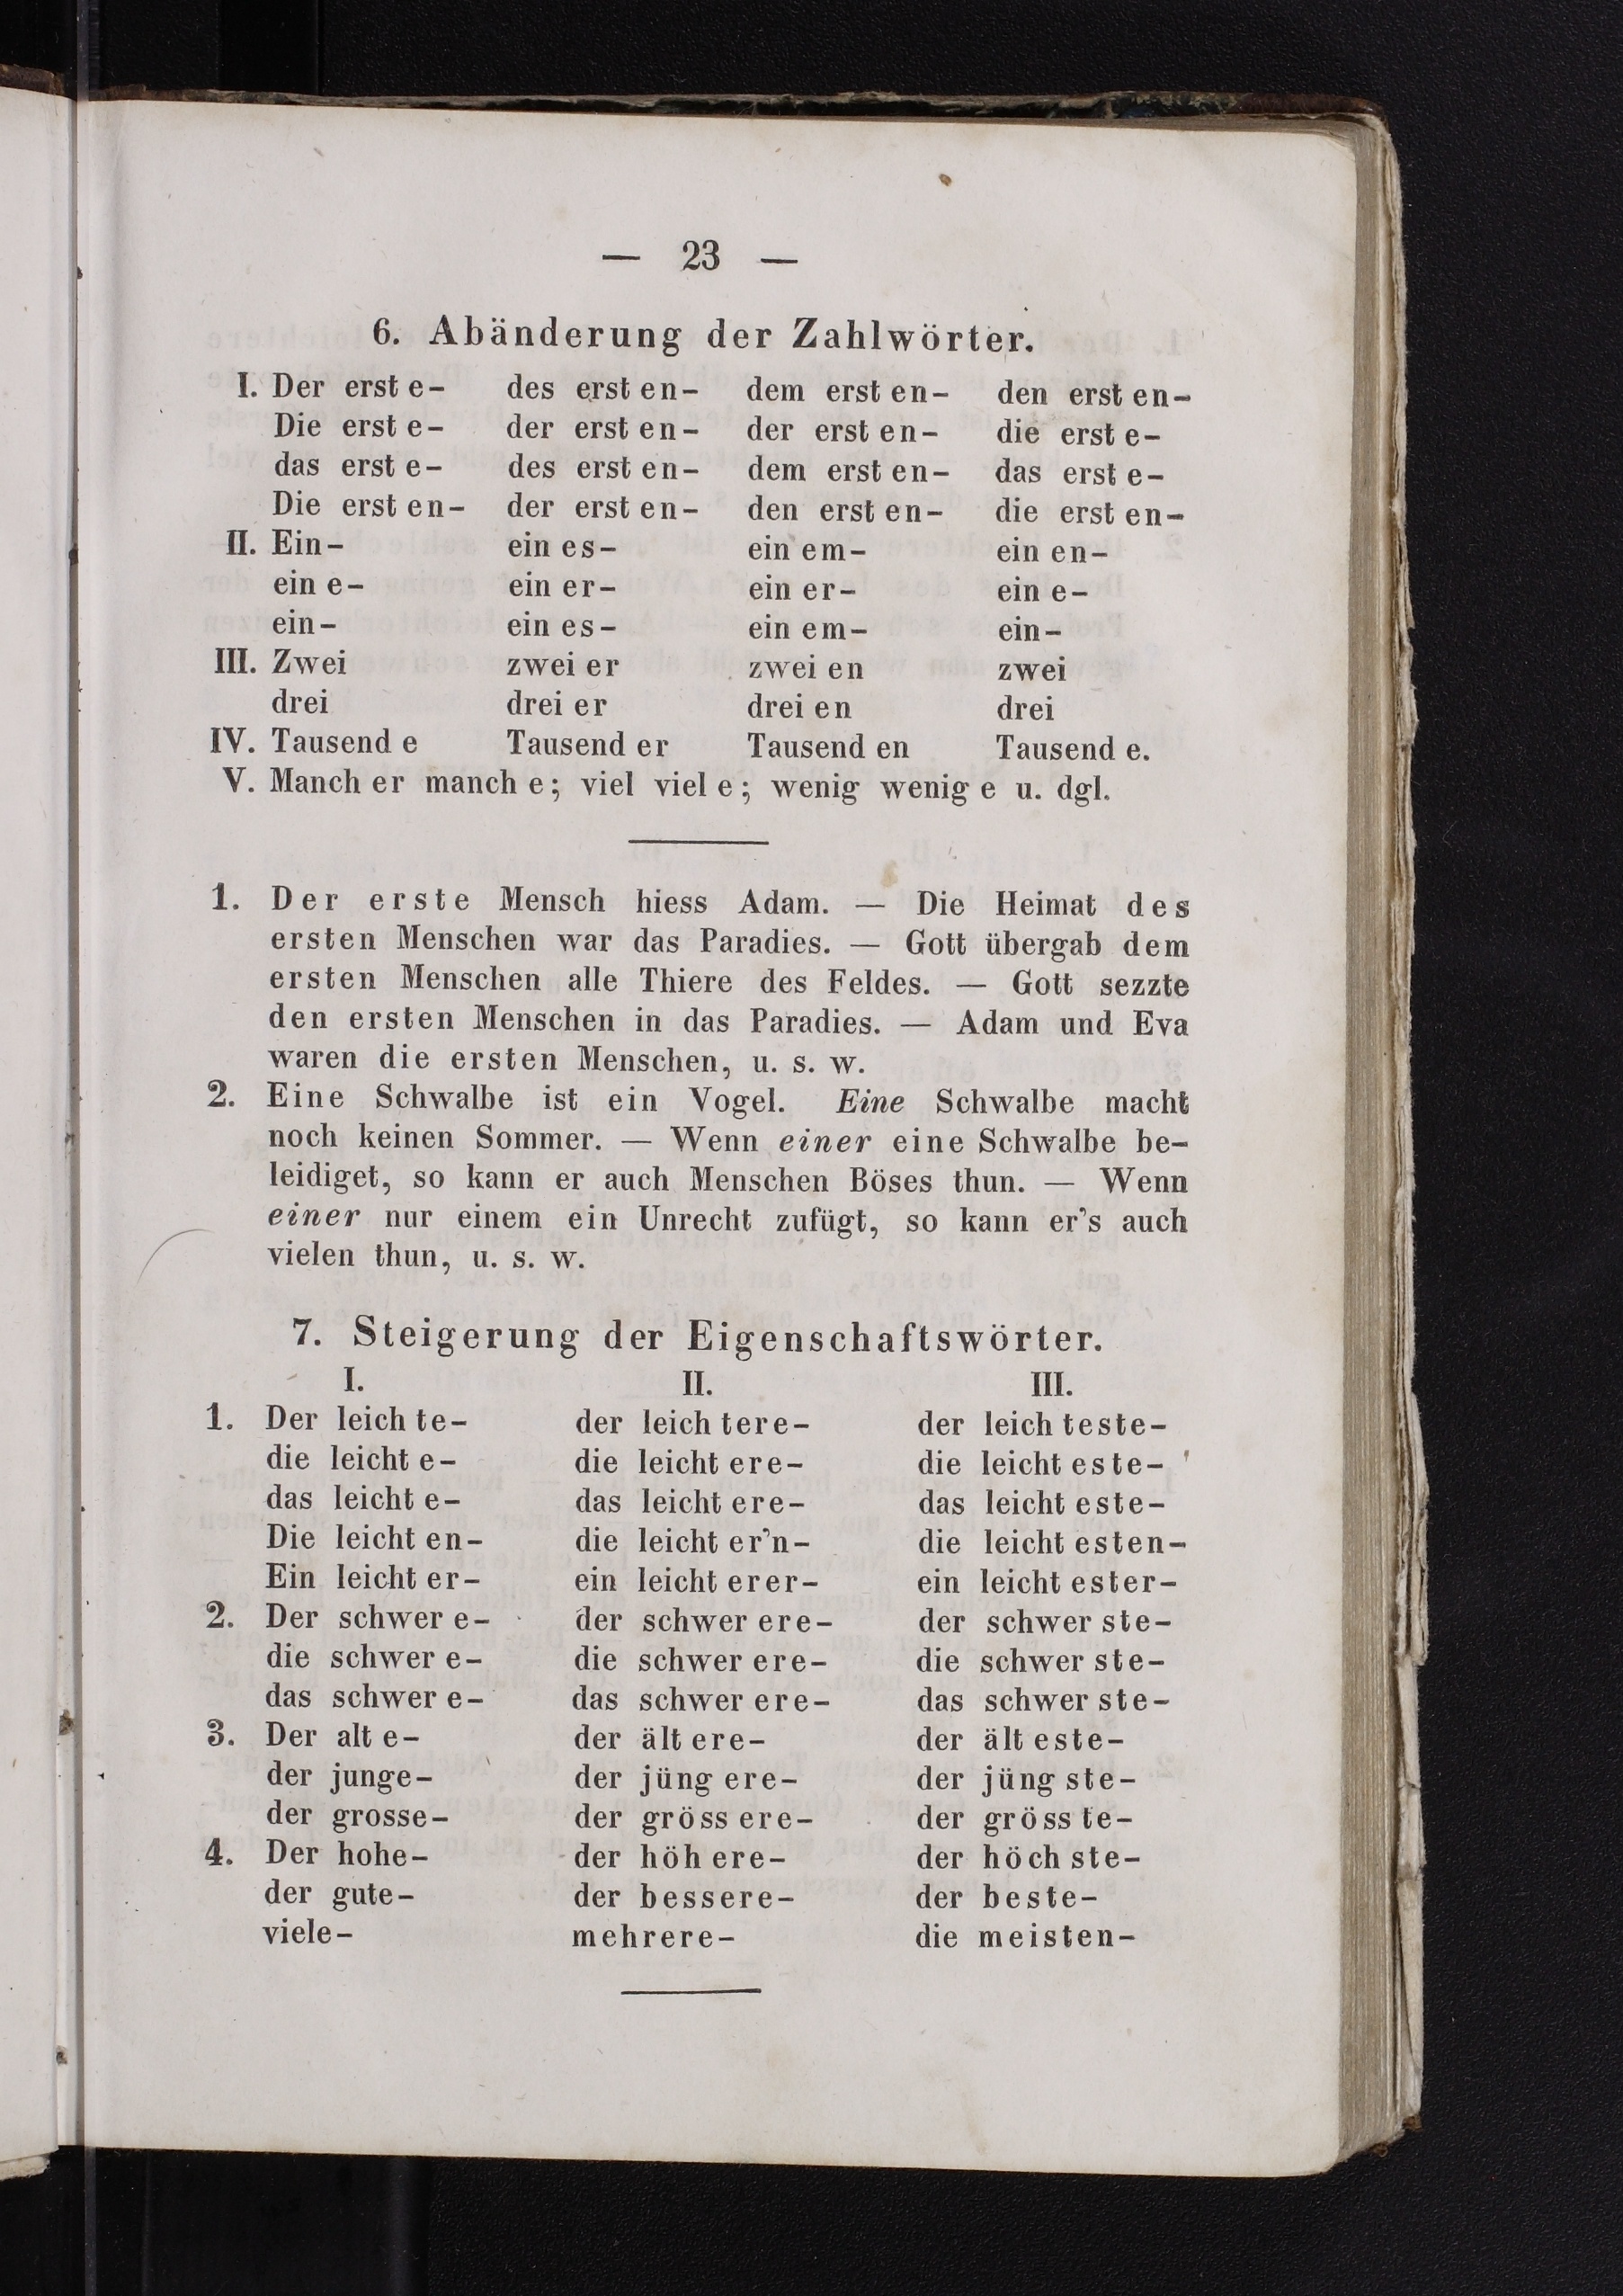 — 23 —
6. Abänderung der Zahlwörter.
I. Der erst e- des erst en- dem erst en- den erst en-
Die erst e- der erst en- der erst en- die erst e-
das erst e- des erst en- dem erst en- das erst e-
Die erst en- der erst en- den erst en- die erst en-
II. Ein- ein es- ein em- ein en-
ein e- ein er- ein er- ein e-
ein- ein es- ein em- ein-
III. Zwei zwei er zwei en zwei
drei drei er drei en drei
IV. Tausend e Tausend er Tausend en Tausend e.
V. Manch er manch e; viel viel e; wenig wenig e u. dgl.
1. Der erste Mensch hiess Adam. — Die Heimat des
ersten Menschen war das Paradies. — Gott übergab dem
ersten Menschen alle Thiere des Feldes. — Gott sezzte
den ersten Menschen in das Paradies. — Adam und Eva
waren die ersten Menschen, u. s. w.
2. Eine Schwalbe ist ein Vogel. Eine Schwalbe macht
noch keinen Sommer. — Wenn einer eine Schwalbe be-
leidiget, so kann er auch Menschen Böses thun. — Wenn
einer nur einem ein Unrecht zufügt, so kann er's auch
vielen thun, u. s. w.
7. Steigerung der Eigenschaftswörter.
I. II. III.
1. Der leich te- der leich tere- der leich teste-
die leicht e- die leicht ere- die leicht este-
das leicht e- das leicht ere- das leicht este-
Die leicht en- die leicht er'n- die leicht esten-
Ein leicht er- ein leicht erer- ein leicht ester-
2. Der schwer e- der schwer ere- der schwer ste-
die schwer e- die schwer ere- die schwer ste-
das schwer e- das schwer ere- das schwer ste-
3. Der alt e- der ält ere- der ält este-
der junge- der jüng ere- der jüng ste-
der grosse- der gröss ere- der gröss te-
4. Der hohe- der höh ere- der höch ste-
der gute- der bessere- der beste-
viele- mehrere- die meisten-